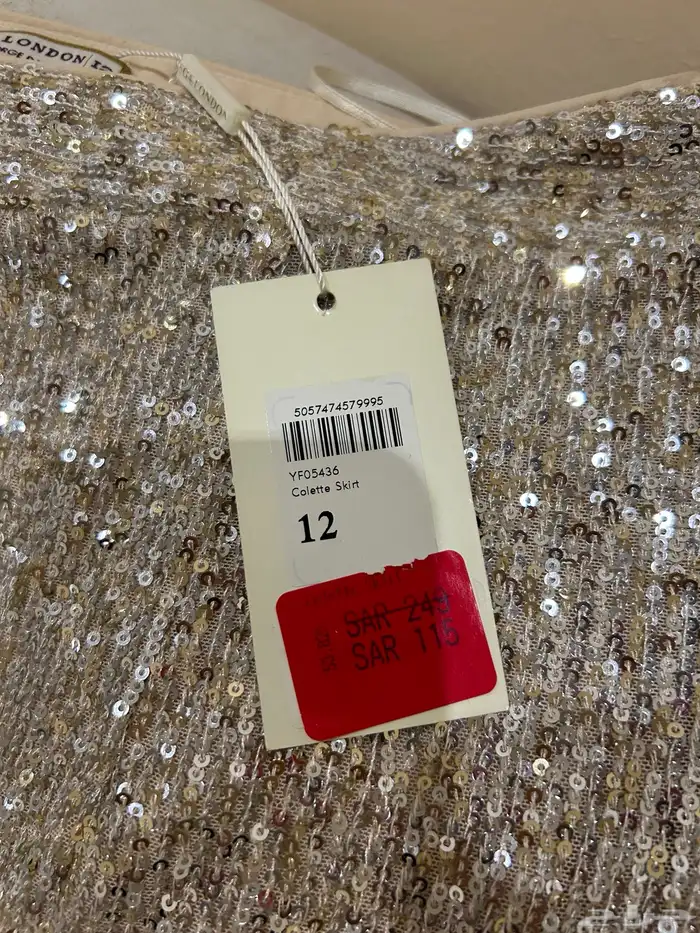 LONDON
5057474579995
YF05436
Colette Skirt
12
SAR 249
SAR 115